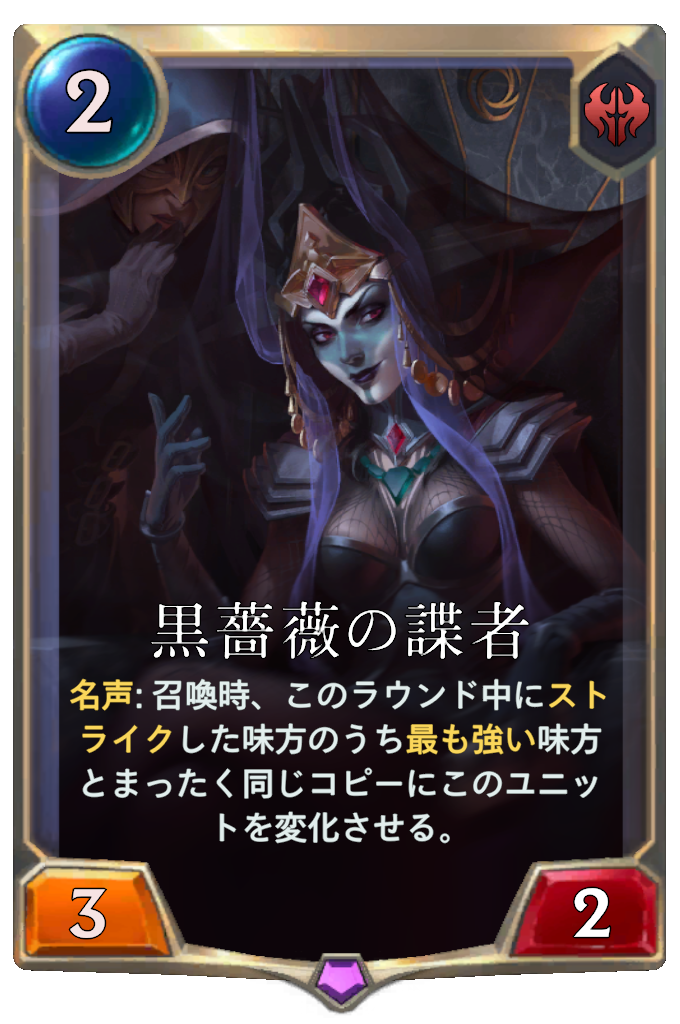 2
黒薔薇の諜者
名声: 召喚時、このラウンド中にスト
ライクした味方のうち最も強い味方
とまったく同じコピーにこのユニッ
トを変化させる。
3
2